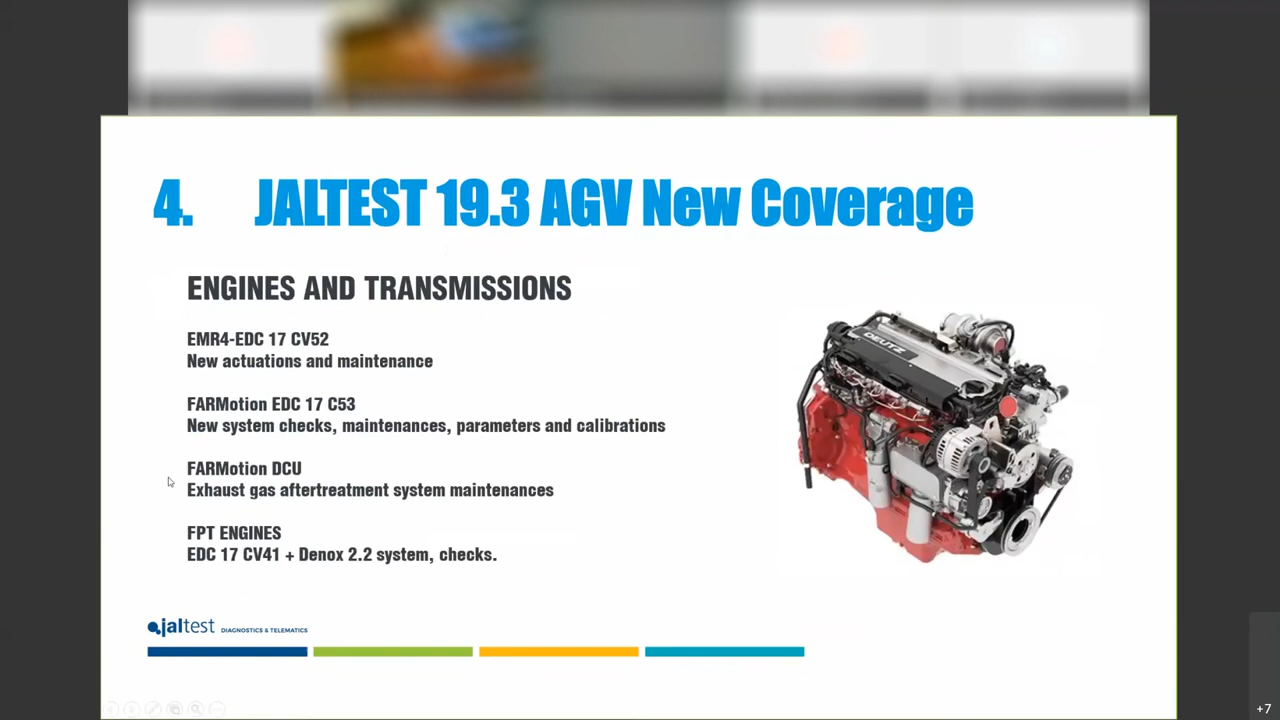 4. JALTEST 19.3 AGV New Coverage
ENGINES AND TRANSMISSIONS
EMR4-EDC 17 CV52
New actuations and maintenance
FARMotion EDC 17 C53
New system checks, maintenances, parameters and calibrations
FARMotion DCU
Exhaust gas aftertreatment system maintenances
FPT ENGINES
EDC 17 CV41 + Denox 2.2 system, checks.
DEUTZ
jaltest DIAGNOSTICS & TELEMATICS
+7